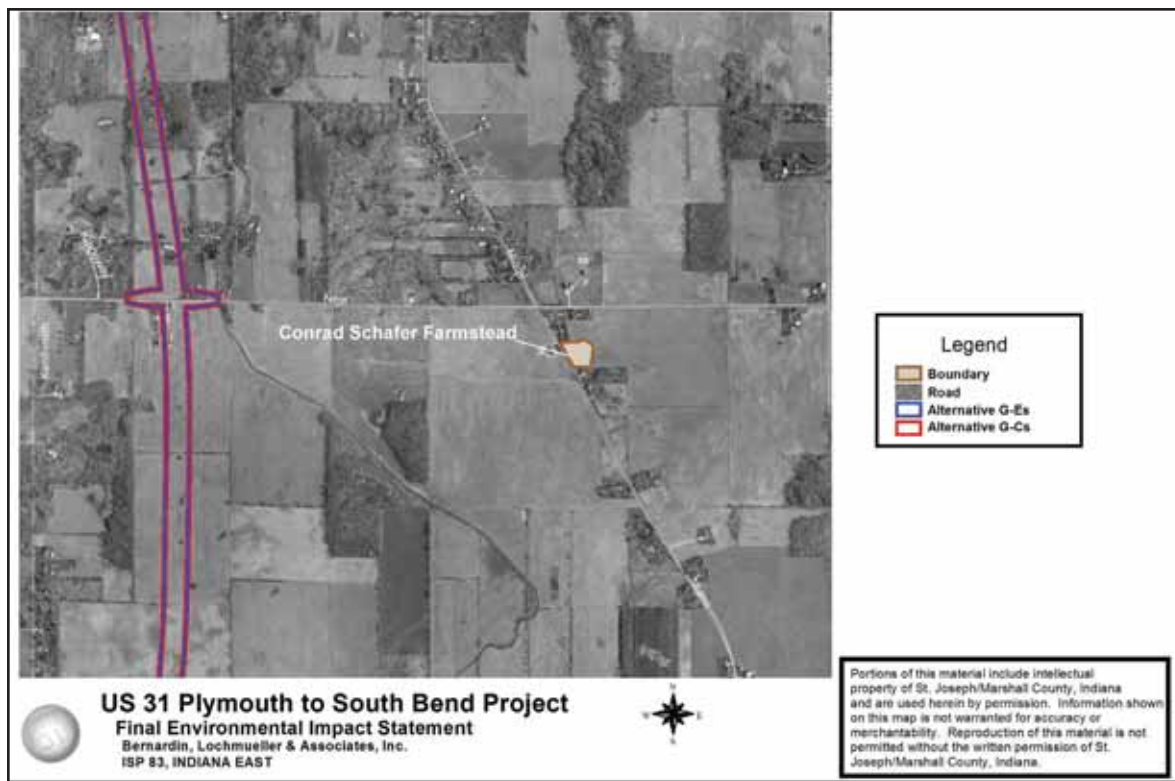 Conrad Schafer Farmstead
Legend
Boundary
Road
Alternative G-Es
Alternative G-Cs
US 31 Plymouth to South Bend Project
Final Environmental Impact Statement
Bernardin, Lochmueller & Associates, Inc.
ISP 83, INDIANA EAST
N
E
S
Portions of this material include intellectual
property of St. Joseph/Marshall County, Indiana
and are used herein by permission. Information shown
on this map is not warranted for accuracy or
merchantability. Reproduction of this material is not
permitted without the written permission of St.
Joseph/Marshall County, Indiana.